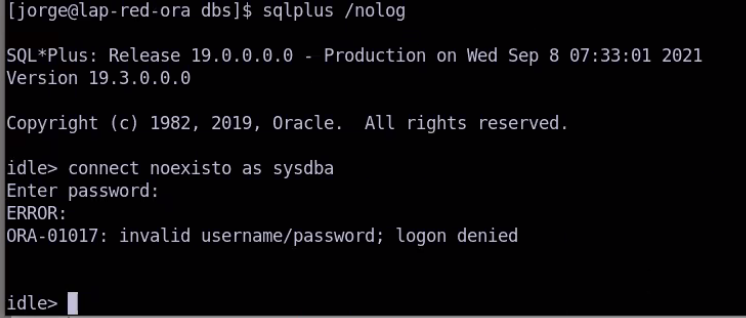 [jorge@lap-red-ora dbs]$ sqlplus /nolog
SQL*Plus: Release 19.0.0.0.0 - Production on Wed Sep 8 07:33:01 2021
Version 19.3.0.0.0
Copyright (c) 1982, 2019, Oracle.  All rights reserved.
idle> connect noexisto as sysdba
Enter password:
ERROR:
ORA-01017: invalid username/password; logon denied
idle>